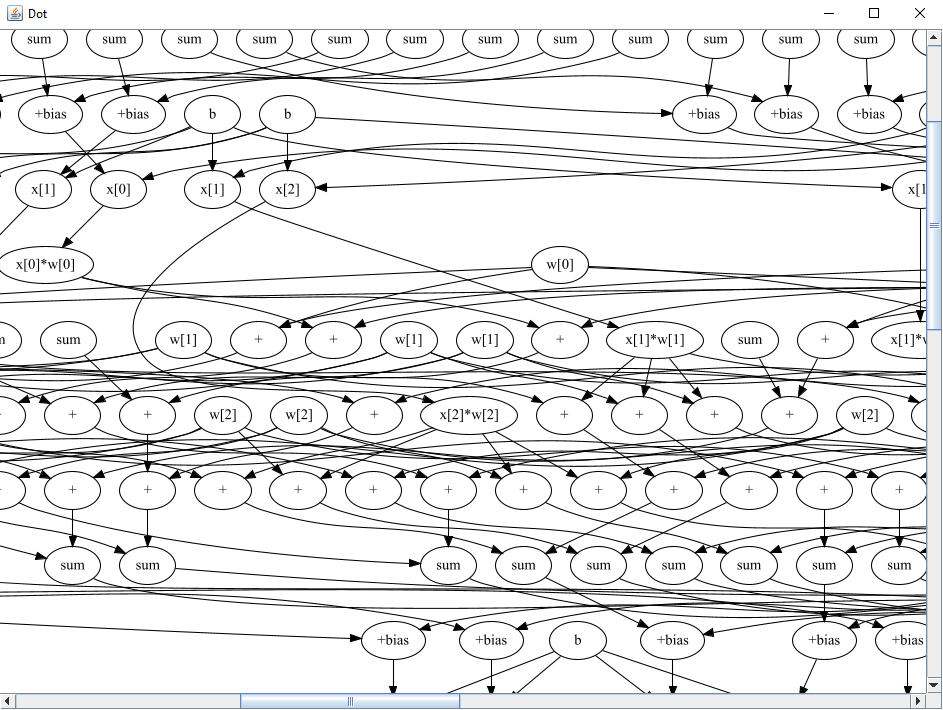 Dot
sum sum sum sum sum sum sum sum sum sum sum sum
+bias +bias b b +bias +bias +bias
x[1] x[0] x[1] x[2] x[1
x[0]*w[0] w[0]
sum w[1] + + w[1] w[1] + x[1]*w[1] sum + x[1]*w
+ + w[2] w[2] + x[2]*w[2] + + + + w[2]
+ + + + + + + + + + + +
sum sum sum sum sum sum sum sum sum
+bias +bias b +bias +bias +bias